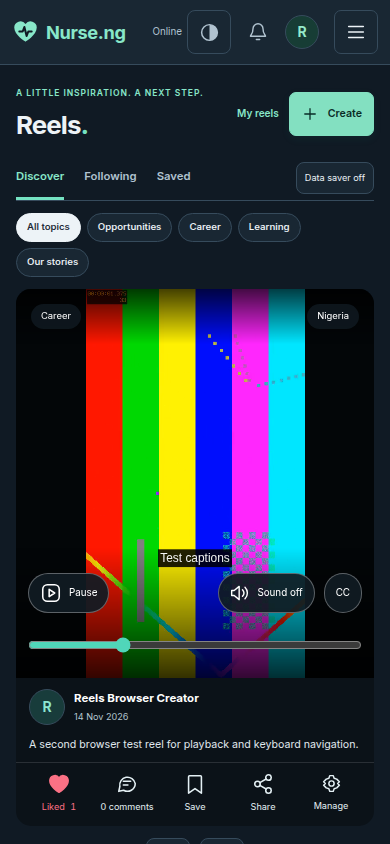 Nurse.ng
Online
R
A LITTLE INSPIRATION. A NEXT STEP.
Reels.
My reels
Create
Discover
Following
Saved
Data saver off
All topics
Opportunities
Career
Learning
Our stories
Career
Nigeria
Test captions
Pause
Sound off
CC
R
Reels Browser Creator
14 Nov 2026
A second browser test reel for playback and keyboard navigation.
Liked 1
0 comments
Save
Share
Manage